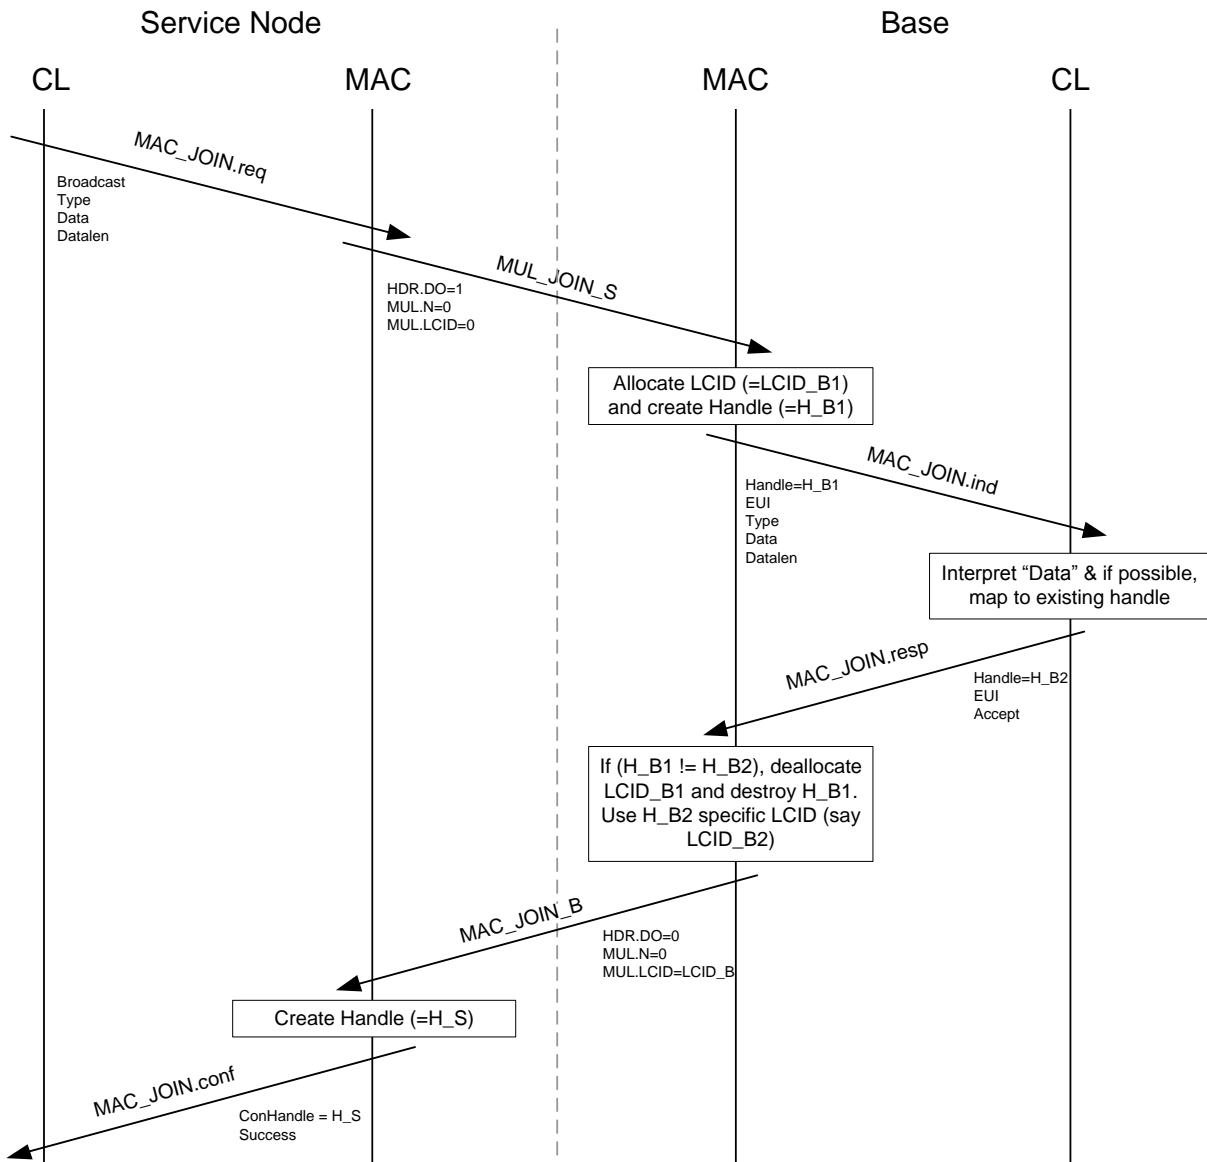 Service Node
Base
CL
MAC
MAC
CL
MAC_JOIN.req
Broadcast
Type
Data
Datalen
MUL_JOIN_S
HDR.DO=1
MUL.N=0
MUL.LCID=0
Allocate LCID (=LCID_B1)
and create Handle (=H_B1)
MAC_JOIN.ind
Handle=H_B1
EUI
Type
Data
Datalen
Interpret “Data” & if possible,
map to existing handle
MAC_JOIN.resp
Handle=H_B2
EUI
Accept
If (H_B1 != H_B2), deallocate
LCID_B1 and destroy H_B1.
Use H_B2 specific LCID (say
LCID_B2)
MAC_JOIN_B
HDR.DO=0
MUL.N=0
MUL.LCID=LCID_B
Create Handle (=H_S)
MAC_JOIN.conf
ConHandle = H_S
Success